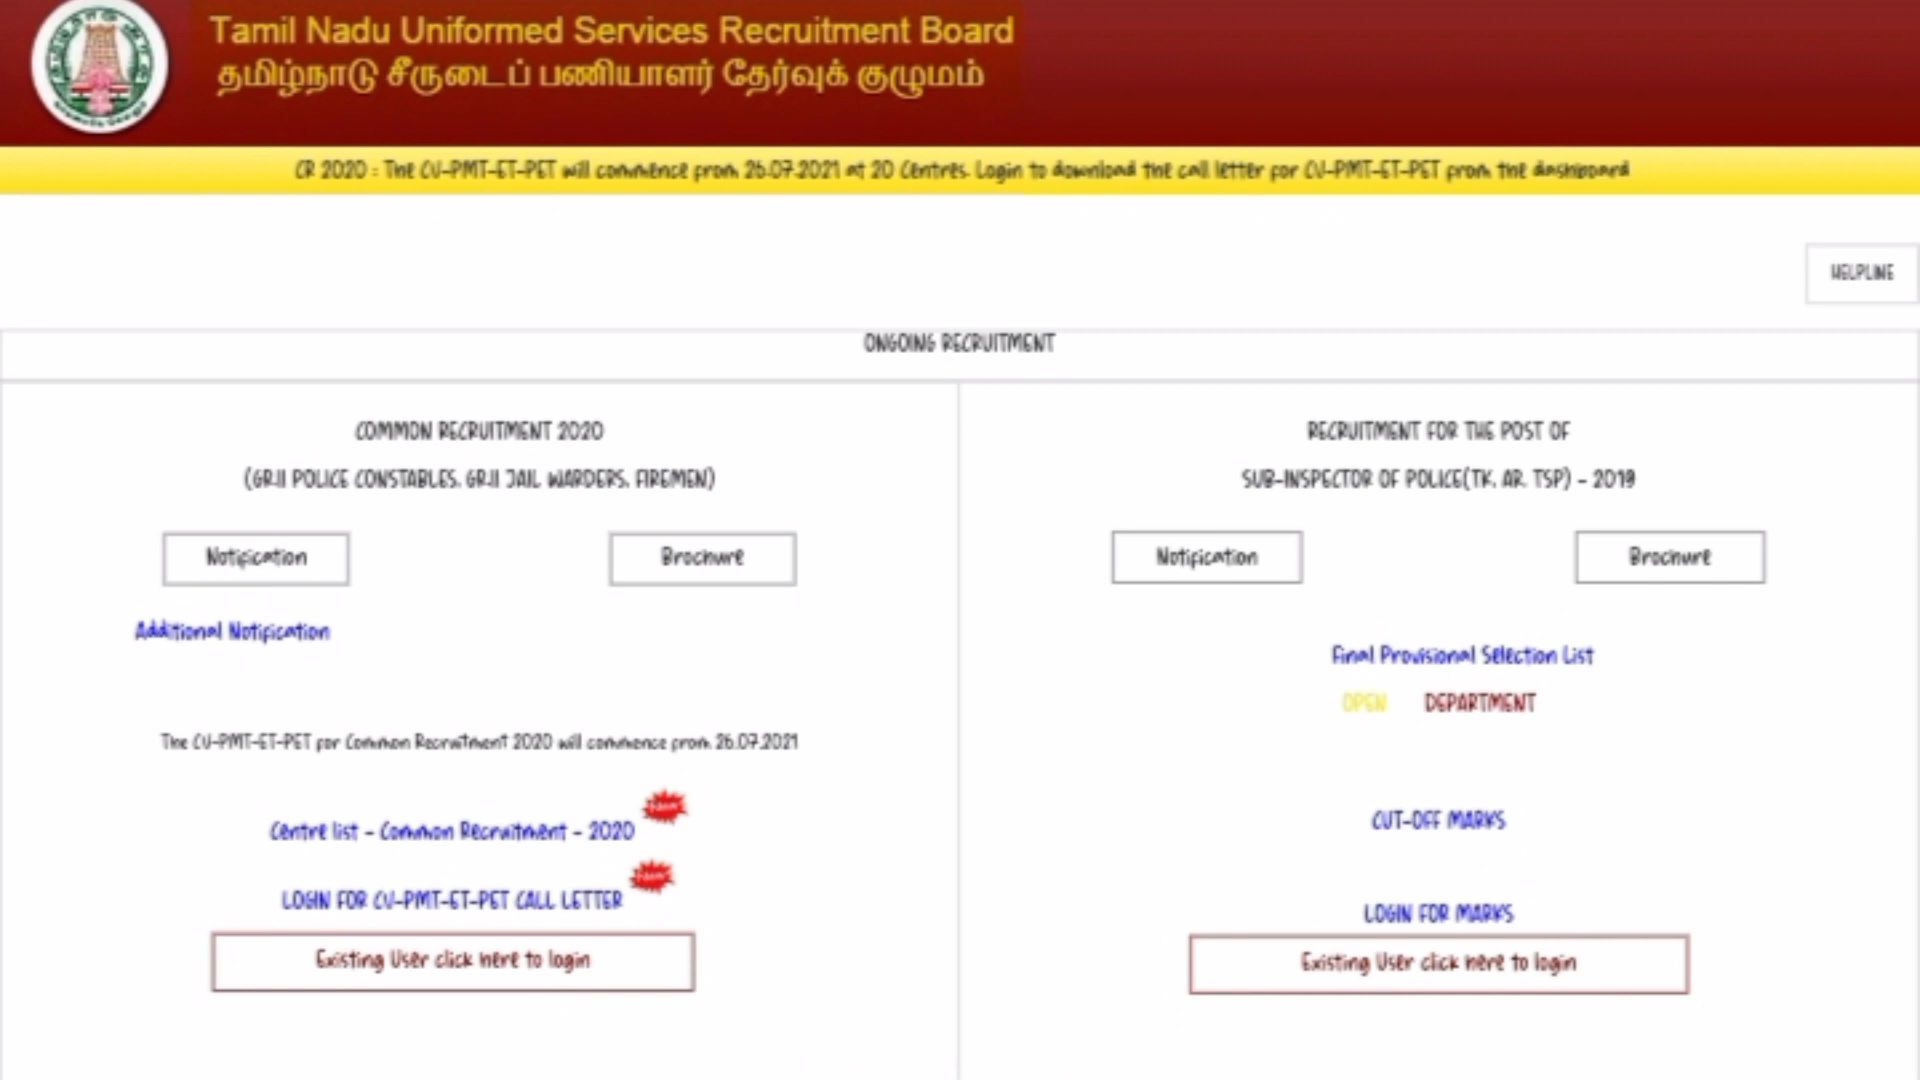 Tamil Nadu Uniformed Services Recruitment Board
தமிழ்நாடு சீருடைப் பணியாளர் தேர்வுக் குழுமம்
CR 2020 : The CV-PMT-ET-PET will commence from 26.07.2021 at 20 Centres. Login to download the call letter for CV-PMT-ET-PET from the dashboard
HELPLINE
ONGOING RECRUITMENT
COMMON RECRUITMENT 2020
(GR.II POLICE CONSTABLES, GR.II JAIL WARDERS, FIREMEN)
Notification
Brochure
Additional Notification
The CV-PMT-ET-PET for Common Recruitment 2020 will commence from 26.07.2021
Centre list - Common Recruitment - 2020
LOGIN FOR CV-PMT-ET-PET CALL LETTER
Existing User click here to login
RECRUITMENT FOR THE POST OF
SUB-INSPECTOR OF POLICE(TK, AR, TSP) - 2019
Notification
Brochure
Final Provisional Selection List
OPEN DEPARTMENT
CUT-OFF MARKS
LOGIN FOR MARKS
Existing User click here to login